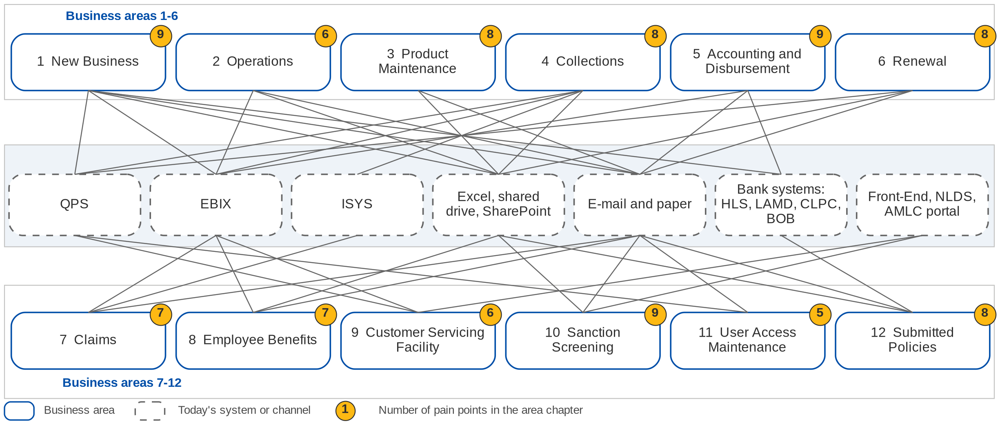 Business areas 1-6
9
6
8
8
9
8
1 New Business
2 Operations
3 Product
Maintenance
4 Collections
5 Accounting and
Disbursement
6 Renewal
QPS
EBIX
ISYS
Excel, shared
drive, SharePoint
E-mail and paper
Bank systems:
HLS, LAMD, CLPC,
BOB
Front-End, NLDS,
AMLC portal
7
7
6
9
5
8
7 Claims
8 Employee Benefits
9 Customer Servicing
Facility
10 Sanction
Screening
11 User Access
Maintenance
12 Submitted
Policies
Business areas 7-12
Business area
Today's system or channel
1
Number of pain points in the area chapter